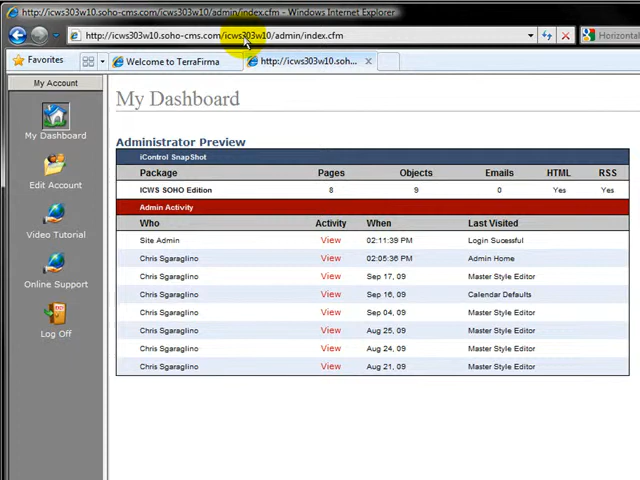 http://icws303w10.soho-cms.com/icws303w10/admin/index.cfm - Windows Internet Explorer
http://icws303w10.soho-cms.com/icws303w10/admin/index.cfm
Horizontal
Favorites
Welcome to TerraFirma
http://icws303w10.soh...
My Account
My Dashboard
Edit Account
Video Tutorial
Online Support
Log Off
My Dashboard
Administrator Preview
iControl SnapShot
Package Pages Objects Emails HTML RSS
ICWS SOHO Edition 8 9 0 Yes Yes
Admin Activity
Who Activity When Last Visited
Site Admin View 02:11:39 PM Login Sucessful
Chris Sgaraglino View 02:05:36 PM Admin Home
Chris Sgaraglino View Sep 17, 09 Master Style Editor
Chris Sgaraglino View Sep 16, 09 Calendar Defaults
Chris Sgaraglino View Sep 04, 09 Master Style Editor
Chris Sgaraglino View Aug 25, 09 Master Style Editor
Chris Sgaraglino View Aug 24, 09 Master Style Editor
Chris Sgaraglino View Aug 21, 09 Master Style Editor